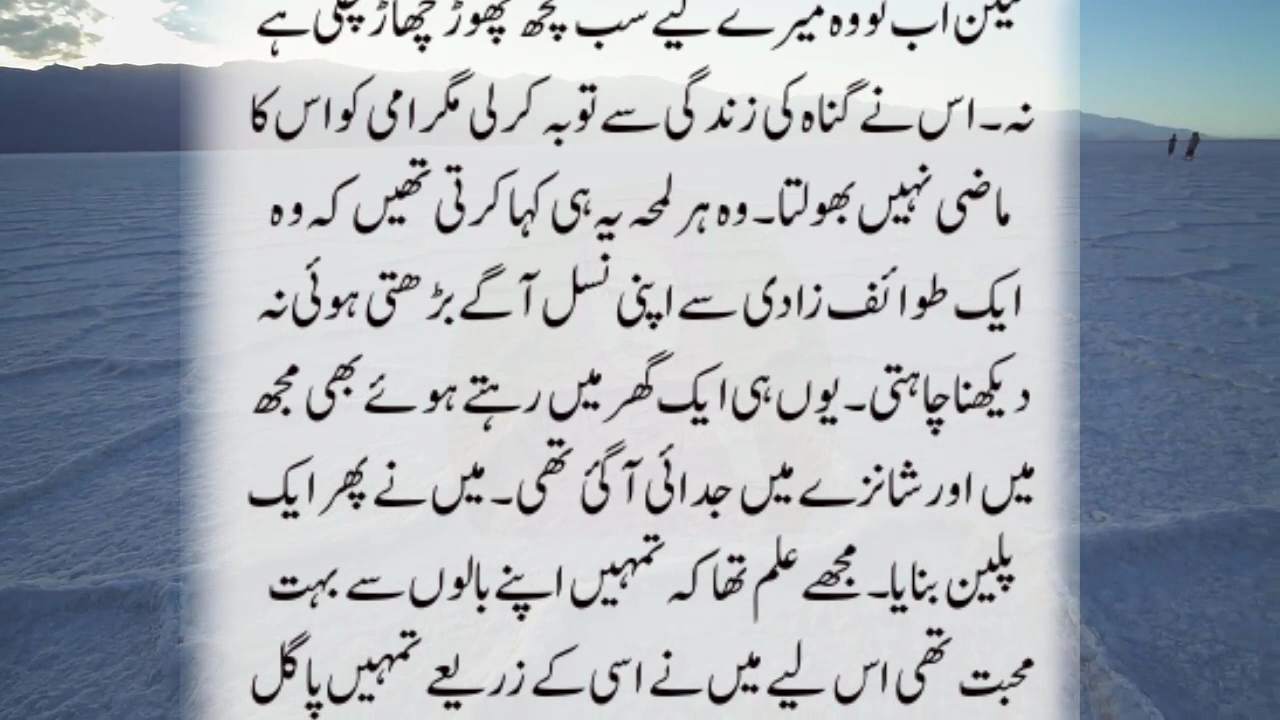 لیکن اب تو وہ میرے لیے سب کچھ چھوڑ چھاڑ چکی ہے
نہ۔ اس نے گناہ کی زندگی سے توبہ کر لی مگر امی کو اس کا
ماضی نہیں بھولتا۔ وہ ہر لمحہ یہ ہی کہا کرتی تھیں کہ وہ
ایک طوائف زادی سے اپنی نسل آگے بڑھتی ہوئی نہ
دیکھنا چاہتی۔ یوں ہی ایک گھر میں رہتے ہوئے بھی مجھ
میں اور شانزے میں جدائی آ گئی تھی۔ میں نے پھر ایک
پلین بنایا۔ مجھے علم تھا کہ تمہیں اپنے بالوں سے بہت
محبت تھی اس لیے میں نے اسی کے زریعے تمہیں پاگل